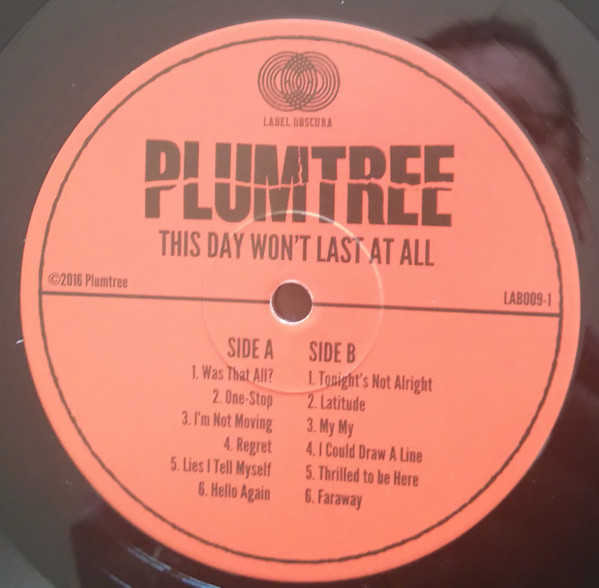 LABEL OBSCURA
PLUMTREE
THIS DAY WON'T LAST AT ALL
©2016 Plumtree
LAB009-1
SIDE A
1. Was That All?
2. One-Stop
3. I'm Not Moving
4. Regret
5. Lies I Tell Myself
6. Hello Again
SIDE B
1. Tonight's Not Alright
2. Latitude
3. My My
4. I Could Draw A Line
5. Thrilled to be Here
6. Faraway